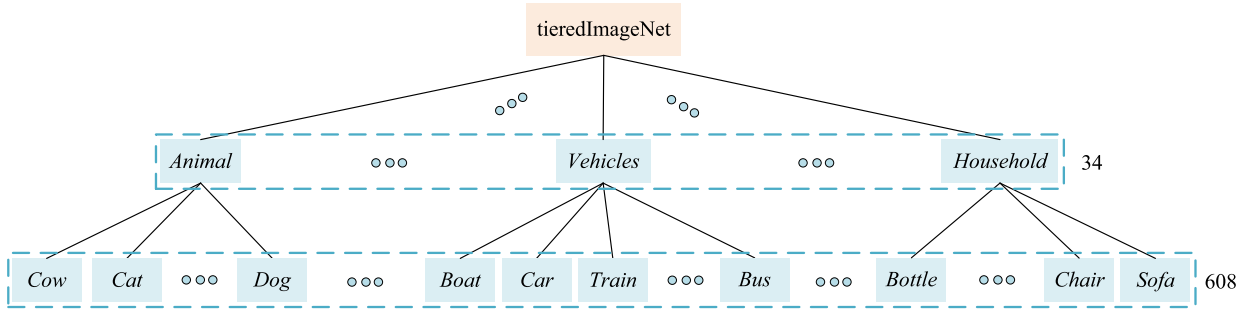 tieredImageNet
Animal Vehicles Household 34
Cow Cat Dog Boat Car Train Bus Bottle Chair Sofa 608